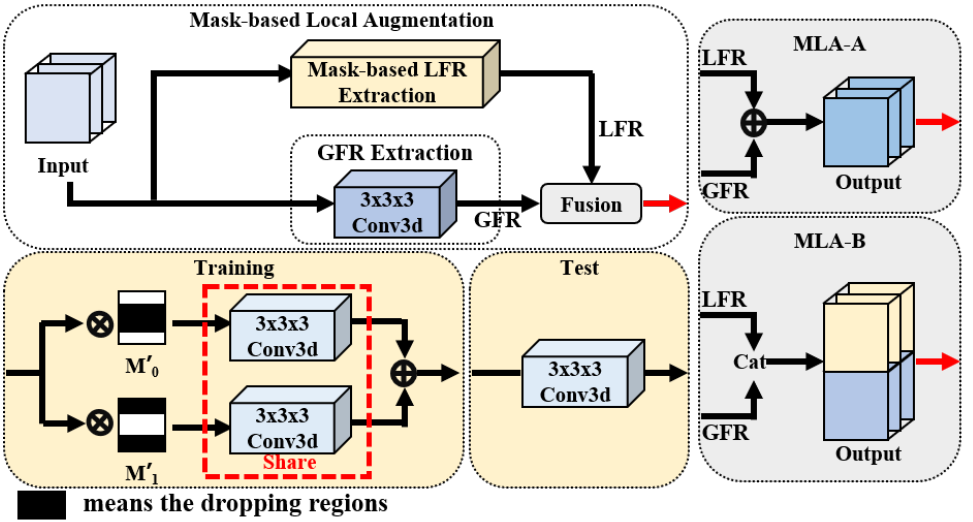 Mask-based Local Augmentation
Mask-based LFR
Extraction
LFR
Input
GFR Extraction
3x3x3
Conv3d
GFR
Fusion
MLA-A
LFR
GFR
Output
Training
M′0
3x3x3
Conv3d
M′1
3x3x3
Conv3d
Share
Test
3x3x3
Conv3d
MLA-B
LFR
Cat
GFR
Output
means the dropping regions